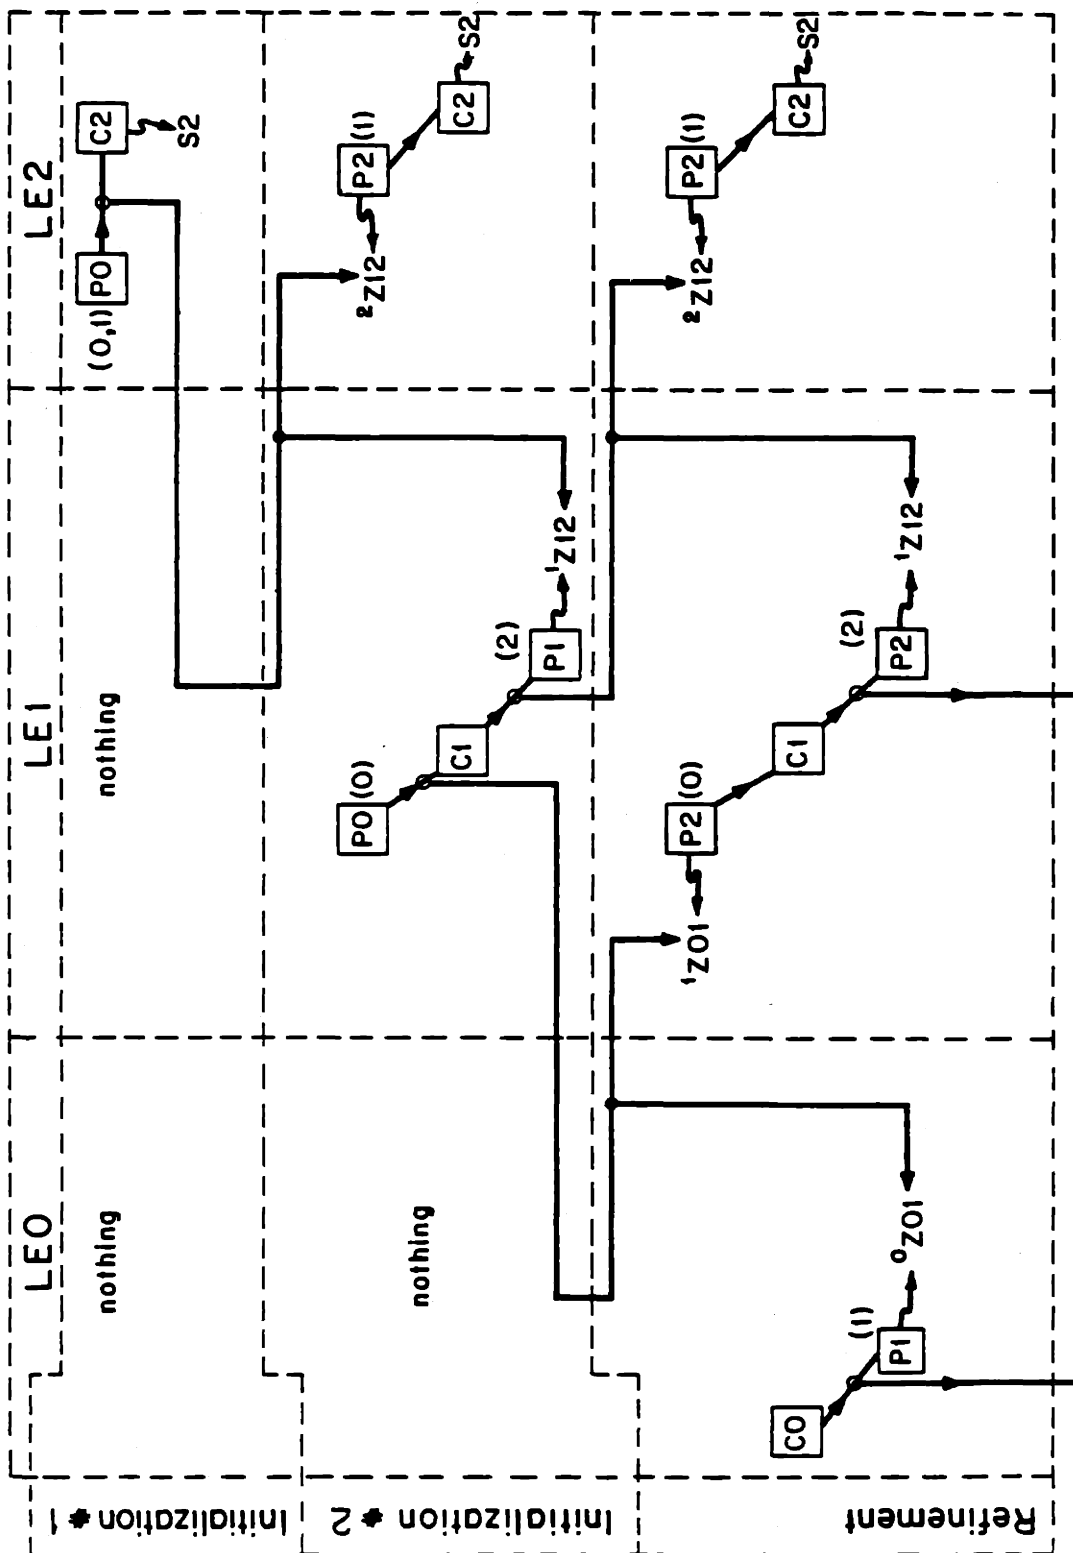 LE0
LE1
LE2
Initialization # 1
nothing
nothing
(0,1) P0
C2
S2
Initialization # 2
nothing
P0 (0)
C1
(2)
P1
¹Z12
P2 (1)
²Z12
C2
S2
Refinement
C0
(1)
P1
⁰Z01
¹Z01
P2 (0)
C1
(2)
P2
¹Z12
²Z12
P2 (1)
C2
S2